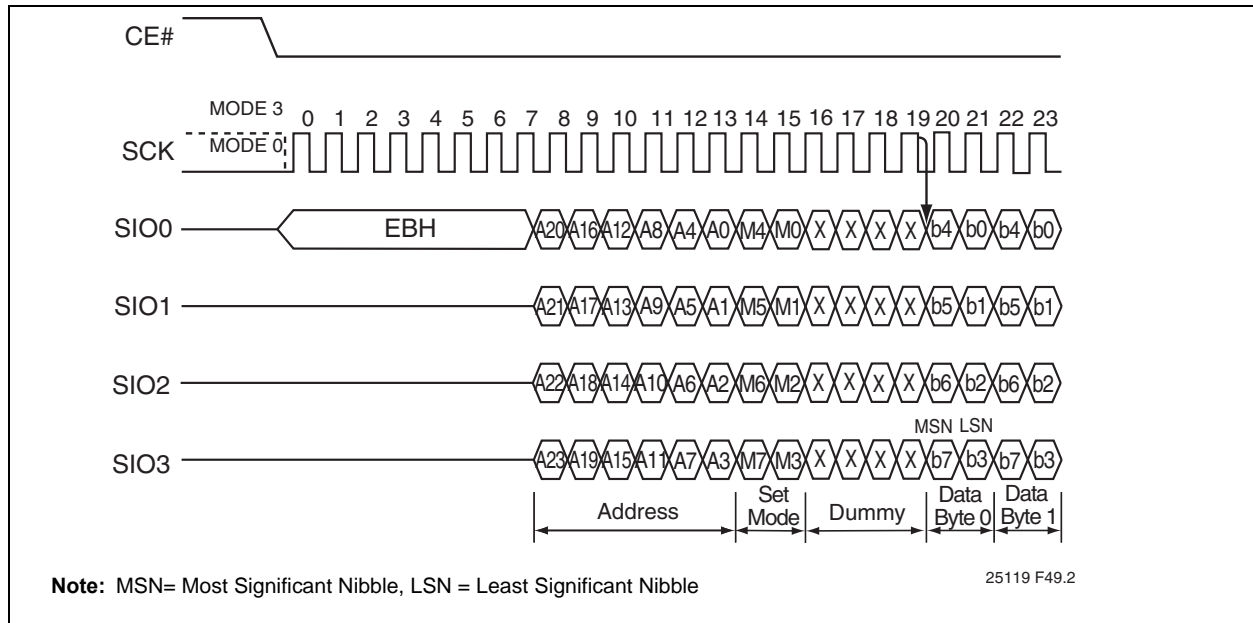 CE#
MODE 3
0 1 2 3 4 5 6 7 8 9 10 11 12 13 14 15 16 17 18 19 20 21 22 23
SCK
MODE 0
SIO0 EBH A20 A16 A12 A8 A4 A0 M4 M0 X X X X b4 b0 b4 b0
SIO1 A21 A17 A13 A9 A5 A1 M5 M1 X X X X b5 b1 b5 b1
SIO2 A22 A18 A14 A10 A6 A2 M6 M2 X X X X b6 b2 b6 b2
MSN LSN
SIO3 A23 A19 A15 A11 A7 A3 M7 M3 X X X X b7 b3 b7 b3
Address
Set
Mode
Dummy
Data
Byte 0
Data
Byte 1
Note: MSN= Most Significant Nibble, LSN = Least Significant Nibble
25119 F49.2